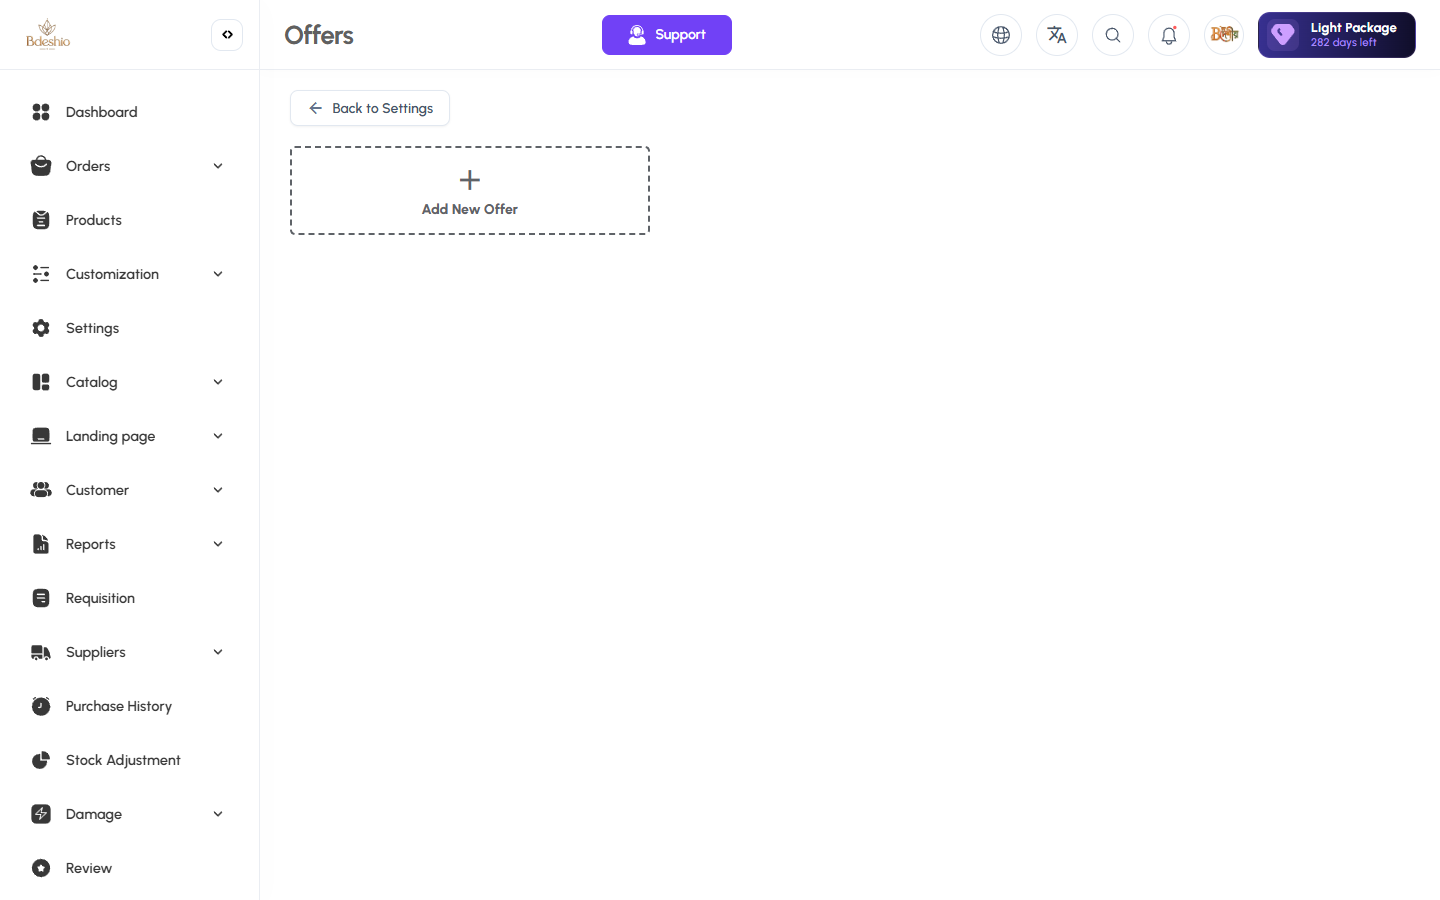 Bdeshio
Offers
Support
Light Package
282 days left
Back to Settings
Add New Offer
Dashboard
Orders
Products
Customization
Settings
Catalog
Landing page
Customer
Reports
Requisition
Suppliers
Purchase History
Stock Adjustment
Damage
Review